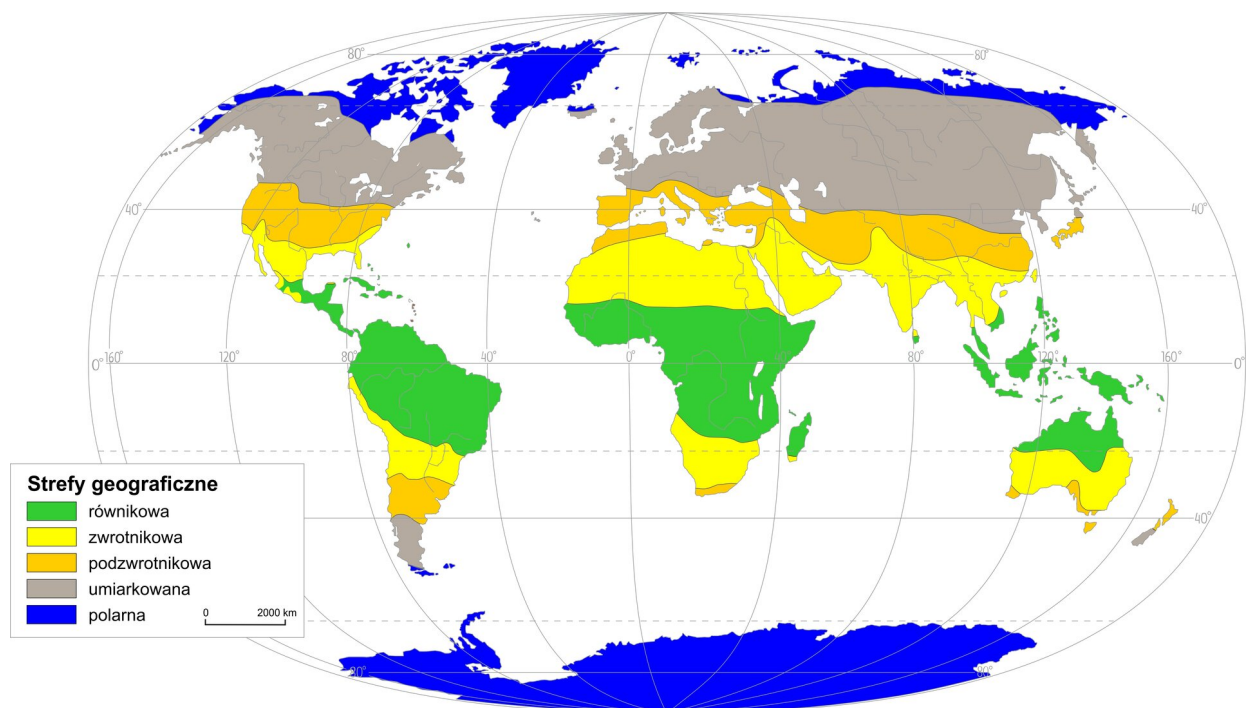 80° 80°
40° 40°
0° 160° 120° 80° 40° 0° 40° 80° 120° 160° 0°
40°
80° 80°
Strefy geograficzne
równikowa
zwrotnikowa
podzwrotnikowa
umiarkowana
polarna
0 2000 km